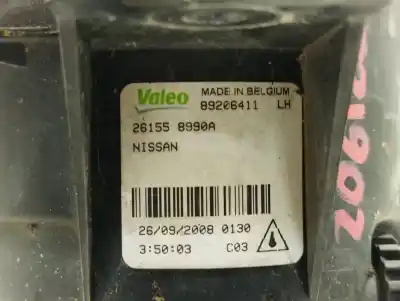 Valeo MADE IN BELGIUM
89206411 LH
26155 8990A
NISSAN
26/09/2008 0130
3:50:03 C03